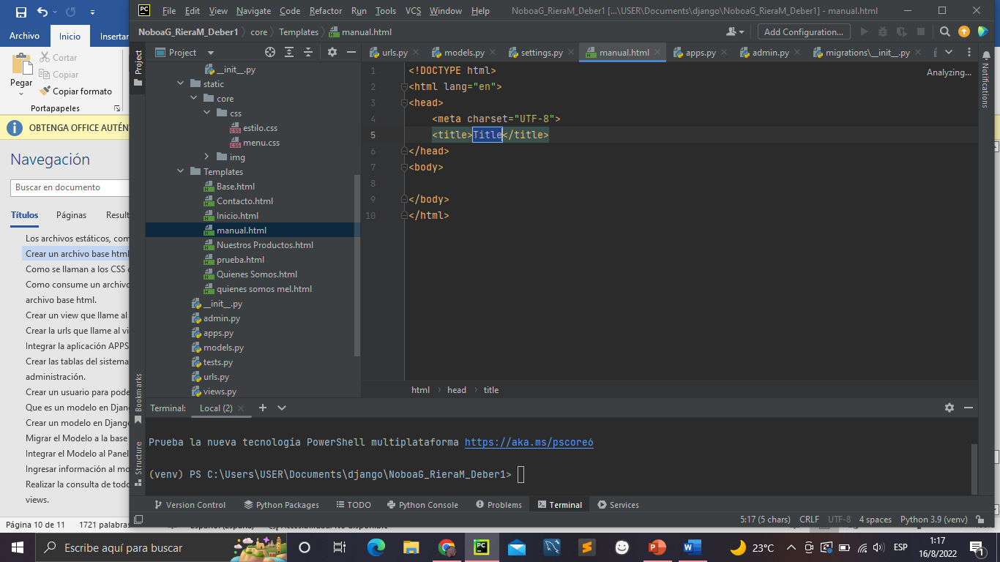 File Edit View Navigate Code Refactor Run Tools VCS Window Help NoboaG_RieraM_Deber1 [...\USER\Documents\django\NoboaG_RieraM_Deber1] - manual.html
Archivo Inicio Insertar
NoboaG_RieraM_Deber1 core Templates manual.html Add Configuration...
Cortar
Copiar
Pegar
Copiar formato
Portapapeles
OBTENGA OFFICE AUTÉN
Navegación
Buscar en documento
Títulos Páginas Result
Los archivos estáticos, com
Crear un archivo base html
Como se llaman a los CSS
Como consume un archivo
archivo base html.
Crear un view que llame al
Crear la urls que llame al vi
Integrar la aplicación APPS
Crear las tablas del sistema
administración.
Crear un usuario para pode
Que es un modelo en Djan
Crear un modelo en Django
Migrar el Modelo a la base
Integrar el Modelo al Panel
Ingresar información al mo
Realizar la consulta de todo
views.
Página 10 de 11 1721 palabras Español (España)
Project
Project
Bookmarks
Structure
__init__.py
static
core
css
estilo.css
menu.css
img
Templates
Base.html
Contacto.html
Inicio.html
manual.html
Nuestros Productos.html
prueba.html
Quienes Somos.html
quienes somos mel.html
__init__.py
admin.py
apps.py
models.py
tests.py
urls.py
views.py
urls.py models.py settings.py manual.html apps.py admin.py migrations\__init__.py
Analyzing...
Notifications
1 <!DOCTYPE html>
2 <html lang="en">
3 <head>
4 <meta charset="UTF-8">
5 <title>Title</title>
6 </head>
7 <body>
8
9 </body>
10 </html>
html head title
Terminal: Local (2)
Prueba la nueva tecnología PowerShell multiplataforma https://aka.ms/pscore6
(venv) PS C:\Users\USER\Documents\django\NoboaG_RieraM_Deber1>
Version Control Python Packages TODO Python Console Problems Terminal Services
5:17 (5 chars) CRLF UTF-8 4 spaces Python 3.9 (venv)
Escribe aquí para buscar
23°C ESP 1:17
16/8/2022
1